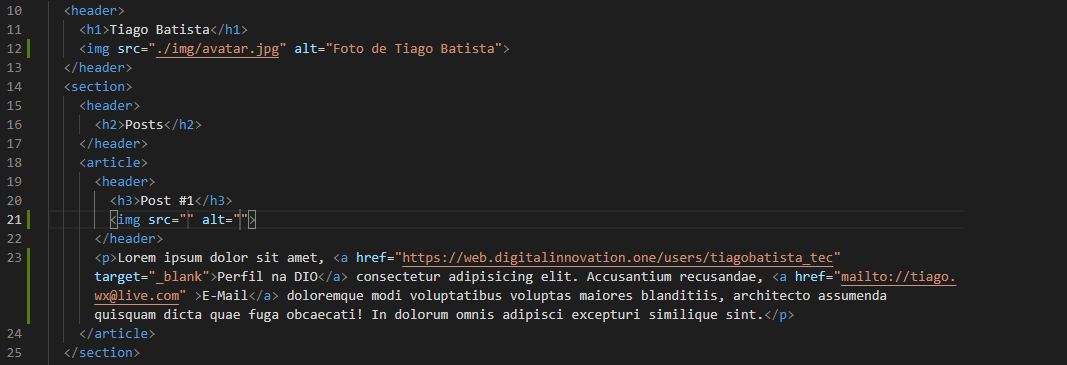 10 <header>
11 <h1>Tiago Batista</h1>
12 <img src="./img/avatar.jpg" alt="Foto de Tiago Batista">
13 </header>
14 <section>
15 <header>
16 <h2>Posts</h2>
17 </header>
18 <article>
19 <header>
20 <h3>Post #1</h3>
21 <img src="" alt="">
22 </header>
23 <p>Lorem ipsum dolor sit amet, <a href="https://web.digitalinnovation.one/users/tiagobatista_tec"
target="_blank">Perfil na DIO</a> consectetur adipisicing elit. Accusantium recusandae, <a href="mailto://tiago.
wx@live.com" >E-Mail</a> doloremque modi voluptatibus voluptas maiores blanditiis, architecto assumenda
quisquam dicta quae fuga obcaecati! In dolorum omnis adipisci excepturi similique sint.</p>
24 </article>
25 </section>